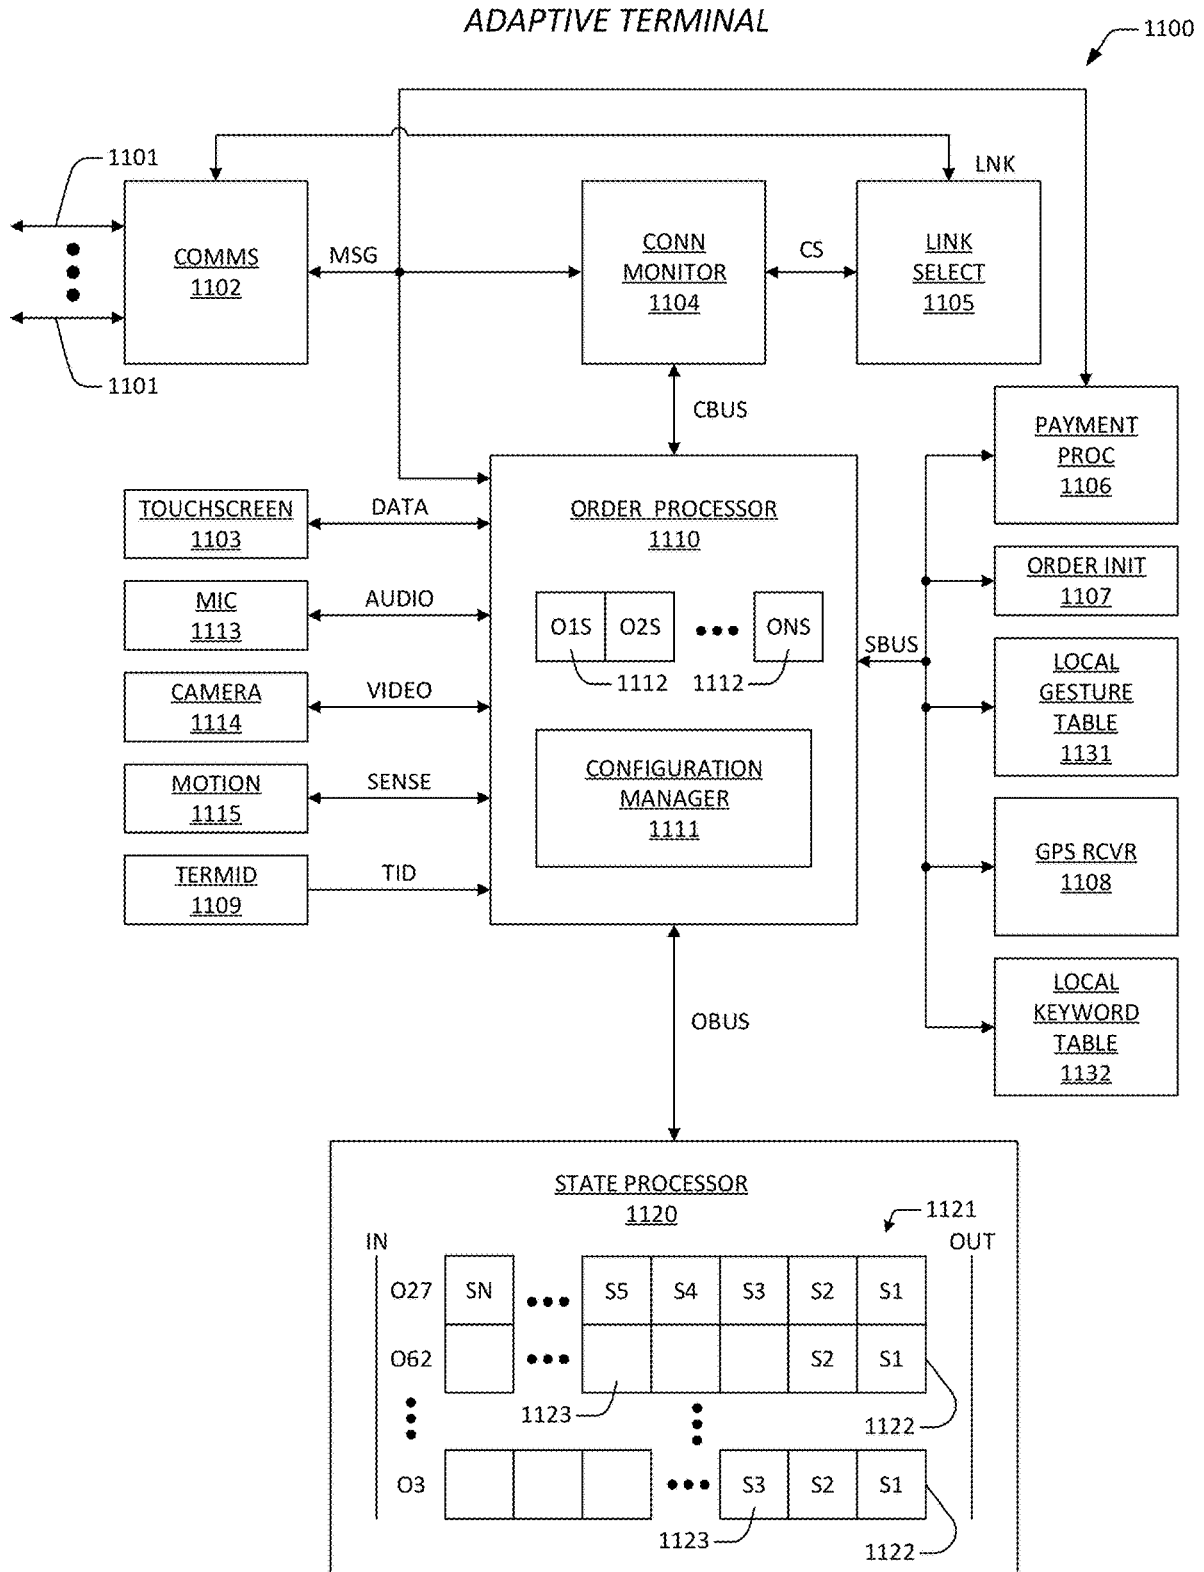 ADAPTIVE TERMINAL
1100
1101
LNK
COMMS
1102
MSG
CONN
MONITOR
1104
CS
LINK
SELECT
1105
1101
CBUS
PAYMENT
PROC
1106
TOUCHSCREEN
1103
DATA
ORDER PROCESSOR
1110
ORDER INIT
1107
MIC
1113
AUDIO
O1S O2S ONS
1112 1112
SBUS
LOCAL
GESTURE
TABLE
1131
CAMERA
1114
VIDEO
CONFIGURATION
MANAGER
1111
MOTION
1115
SENSE
GPS RCVR
1108
TERMID
1109
TID
LOCAL
KEYWORD
TABLE
1132
OBUS
STATE PROCESSOR
1120
1121
IN OUT
O27 SN S5 S4 S3 S2 S1
O62 S2 S1
1123 1122
O3 S3 S2 S1
1123 1122